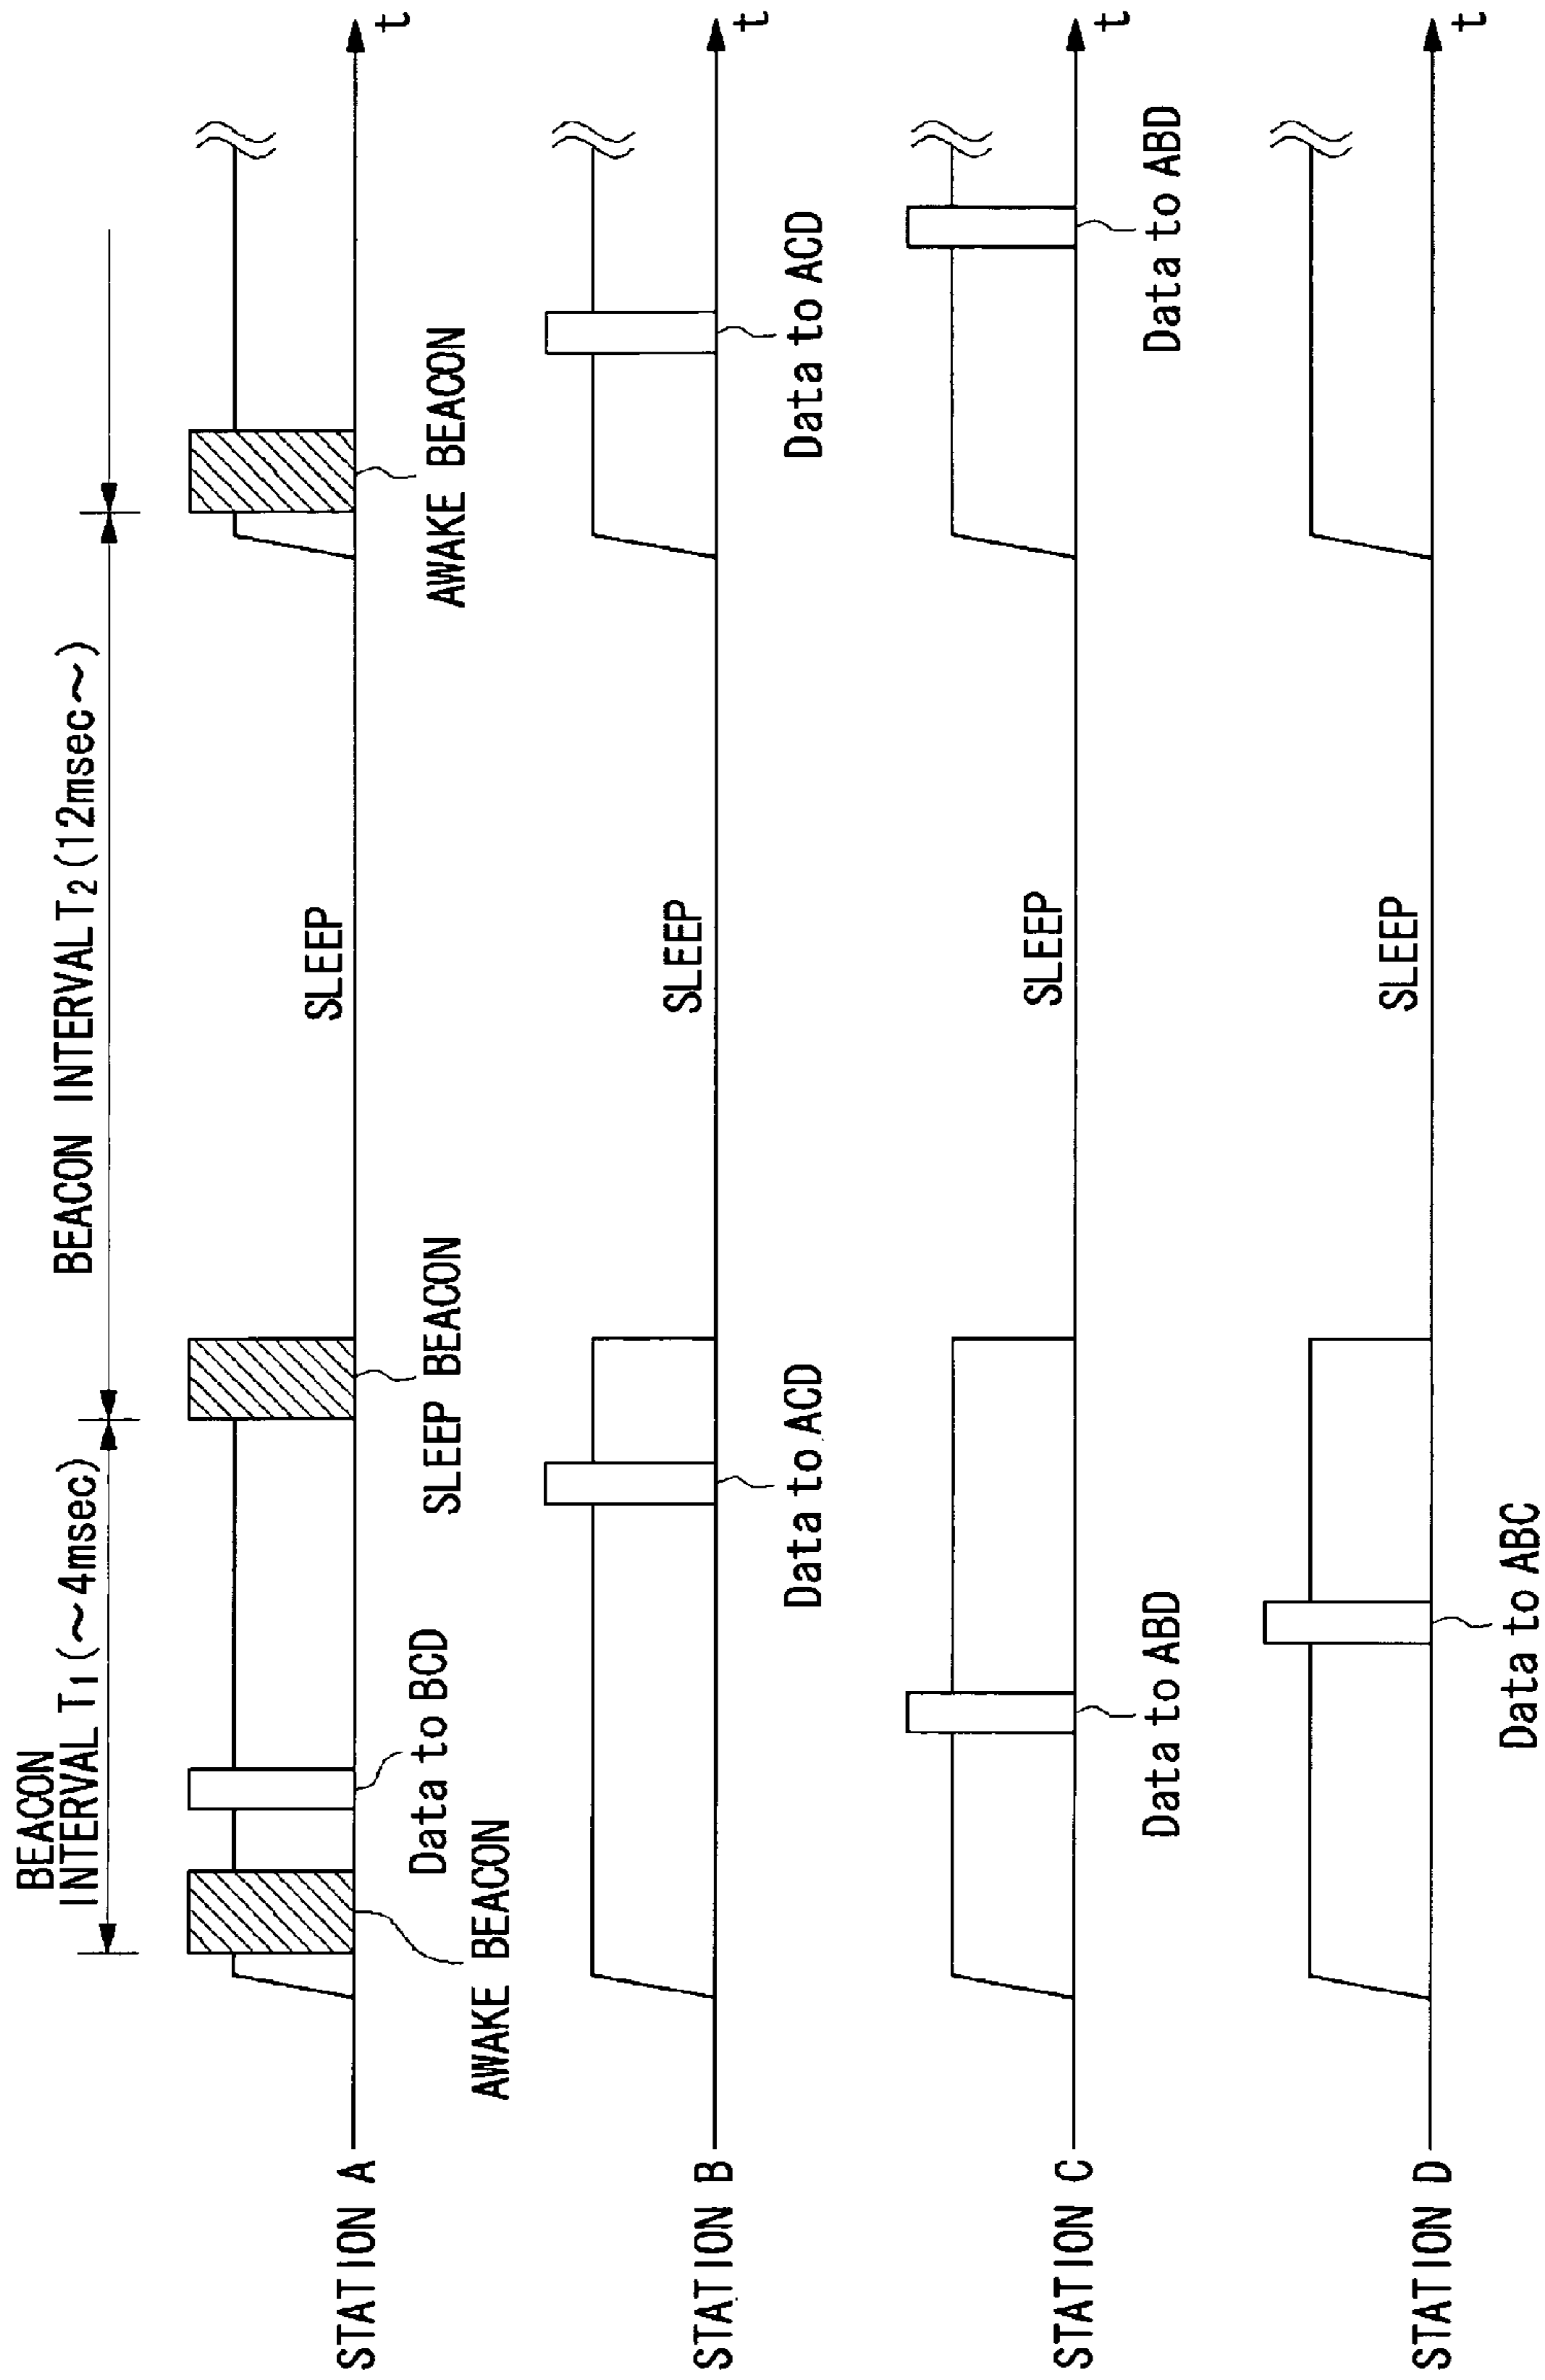 BEACON
INTERVAL T1 (~4msec)
BEACON INTERVAL T2 (12msec~)
STATION A
AWAKE BEACON
Data to BCD
SLEEP BEACON
SLEEP
AWAKE BEACON
t
STATION B
Data to ACD
SLEEP
Data to ACD
t
STATION C
Data to ABD
SLEEP
Data to ABD
t
STATION D
Data to ABC
SLEEP
t